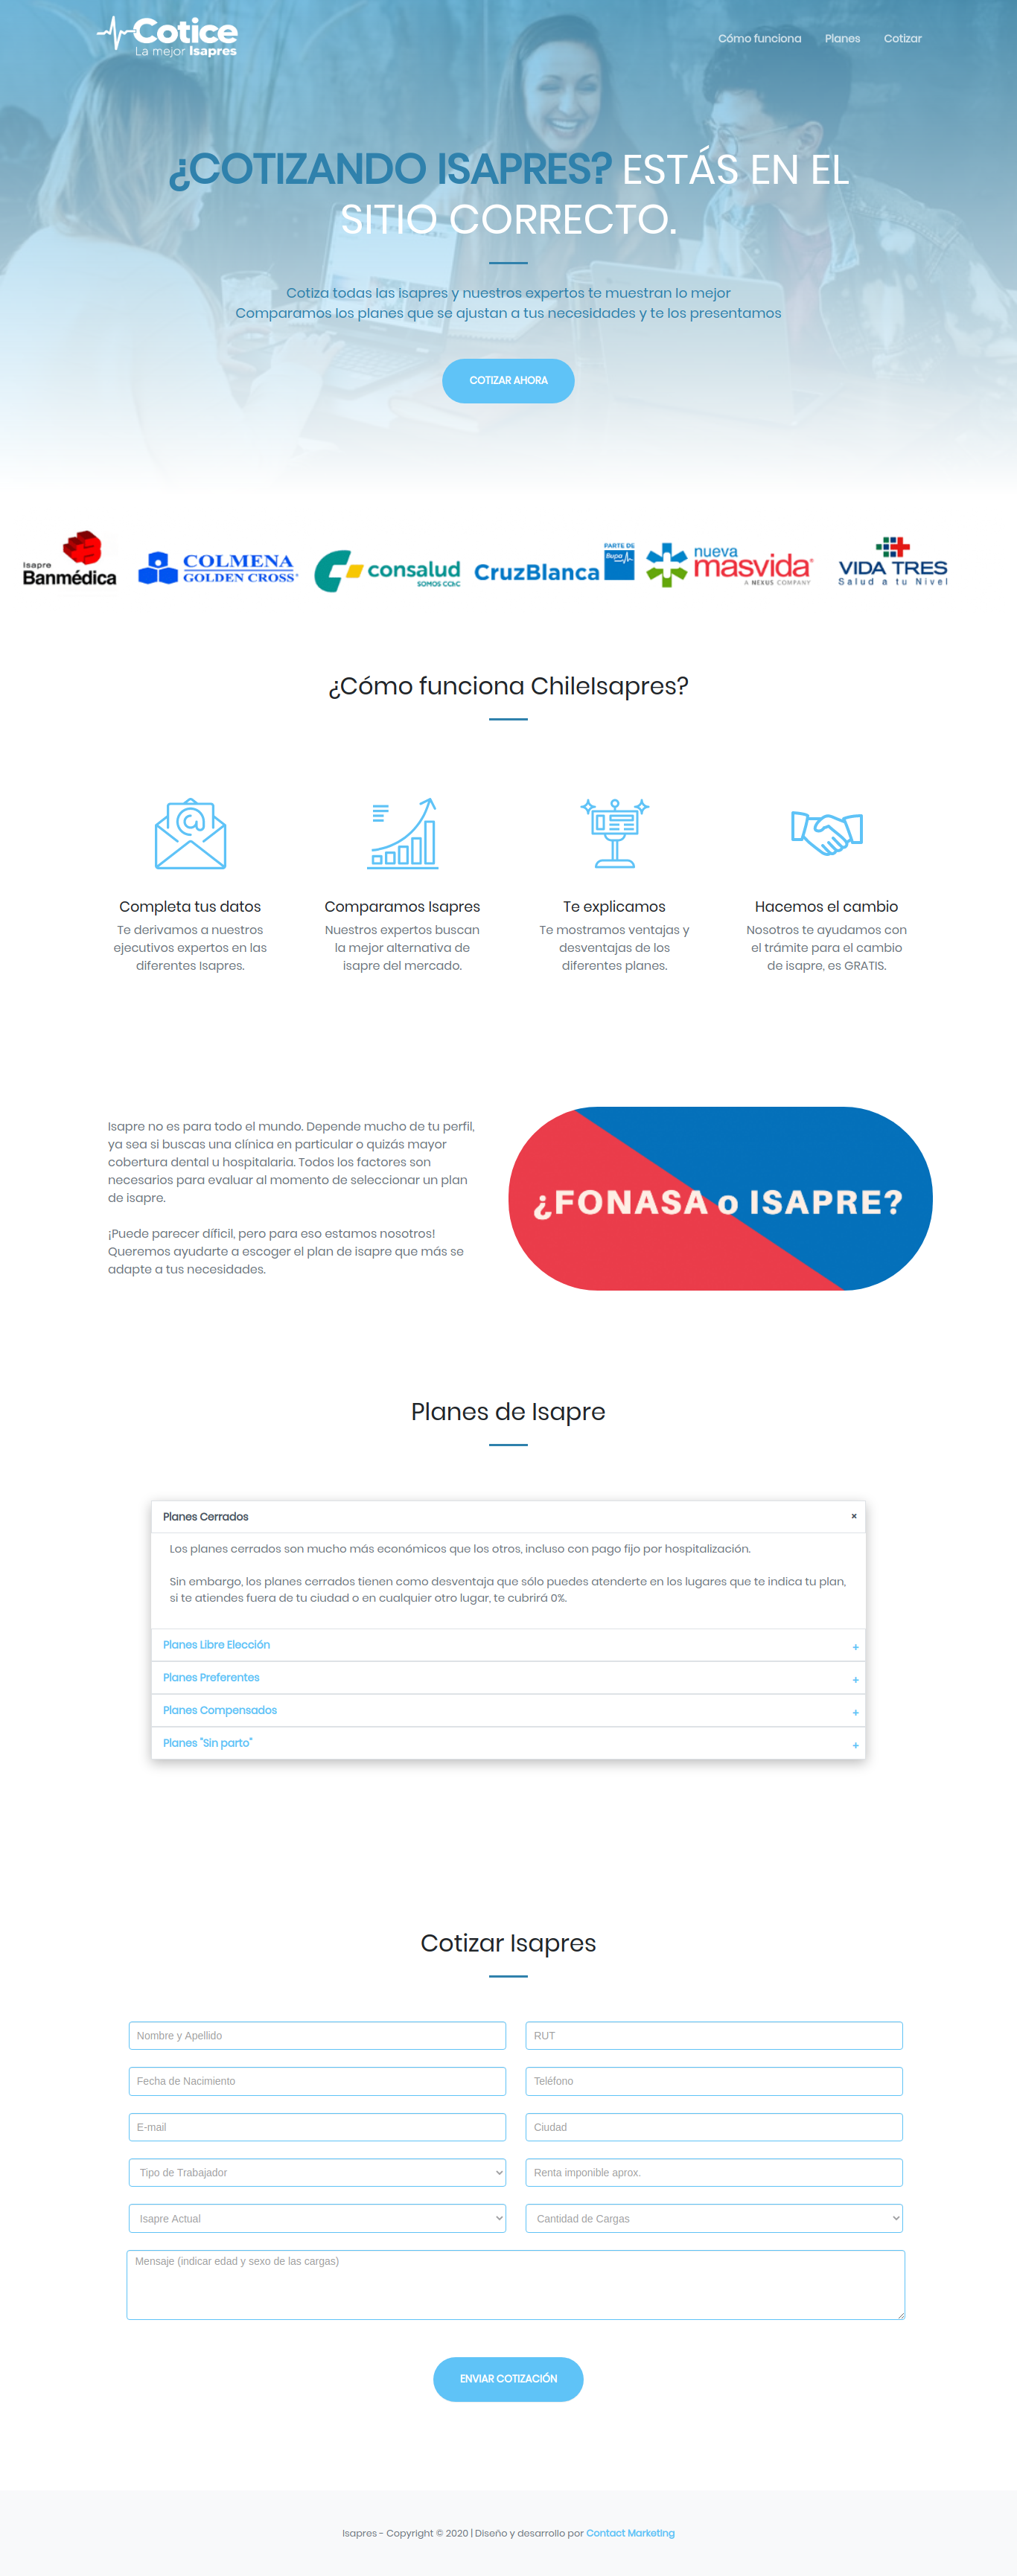 Cotice
La mejor Isapres
Cómo funciona
Planes
Cotizar
¿COTIZANDO ISAPRES? ESTÁS EN EL
SITIO CORRECTO.
Cotiza todas las isapres y nuestros expertos te muestran lo mejor
Comparamos los planes que se ajustan a tus necesidades y te los presentamos
COTIZAR AHORA
Isapre
Banmédica
COLMENA
GOLDEN CROSS®
consalud
SOMOS CChC
CruzBlanca
PARTE DE
Bupa
nueva
masvida
A NEXUS COMPANY
VIDA TRES
Salud a tu Nivel
¿Cómo funciona ChileIsapres?
Completa tus datos
Te derivamos a nuestros
ejecutivos expertos en las
diferentes Isapres.
Comparamos Isapres
Nuestros expertos buscan
la mejor alternativa de
isapre del mercado.
Te explicamos
Te mostramos ventajas y
desventajas de los
diferentes planes.
Hacemos el cambio
Nosotros te ayudamos con
el trámite para el cambio
de isapre, es GRATIS.
Isapre no es para todo el mundo. Depende mucho de tu perfil,
ya sea si buscas una clínica en particular o quizás mayor
cobertura dental u hospitalaria. Todos los factores son
necesarios para evaluar al momento de seleccionar un plan
de isapre.
¡Puede parecer díficil, pero para eso estamos nosotros!
Queremos ayudarte a escoger el plan de isapre que más se
adapte a tus necesidades.
¿FONASA o ISAPRE?
Planes de Isapre
Planes Cerrados ×
Los planes cerrados son mucho más económicos que los otros, incluso con pago fijo por hospitalización.
Sin embargo, los planes cerrados tienen como desventaja que sólo puedes atenderte en los lugares que te indica tu plan,
si te atiendes fuera de tu ciudad o en cualquier otro lugar, te cubrirá 0%.
Planes Libre Elección +
Planes Preferentes +
Planes Compensados +
Planes "Sin parto" +
Cotizar Isapres
Nombre y Apellido
RUT
Fecha de Nacimiento
Teléfono
E-mail
Ciudad
Tipo de Trabajador
Renta imponible aprox.
Isapre Actual
Cantidad de Cargas
Mensaje (indicar edad y sexo de las cargas)
ENVIAR COTIZACIÓN
Isapres - Copyright © 2020 | Diseño y desarrollo por Contact Marketing